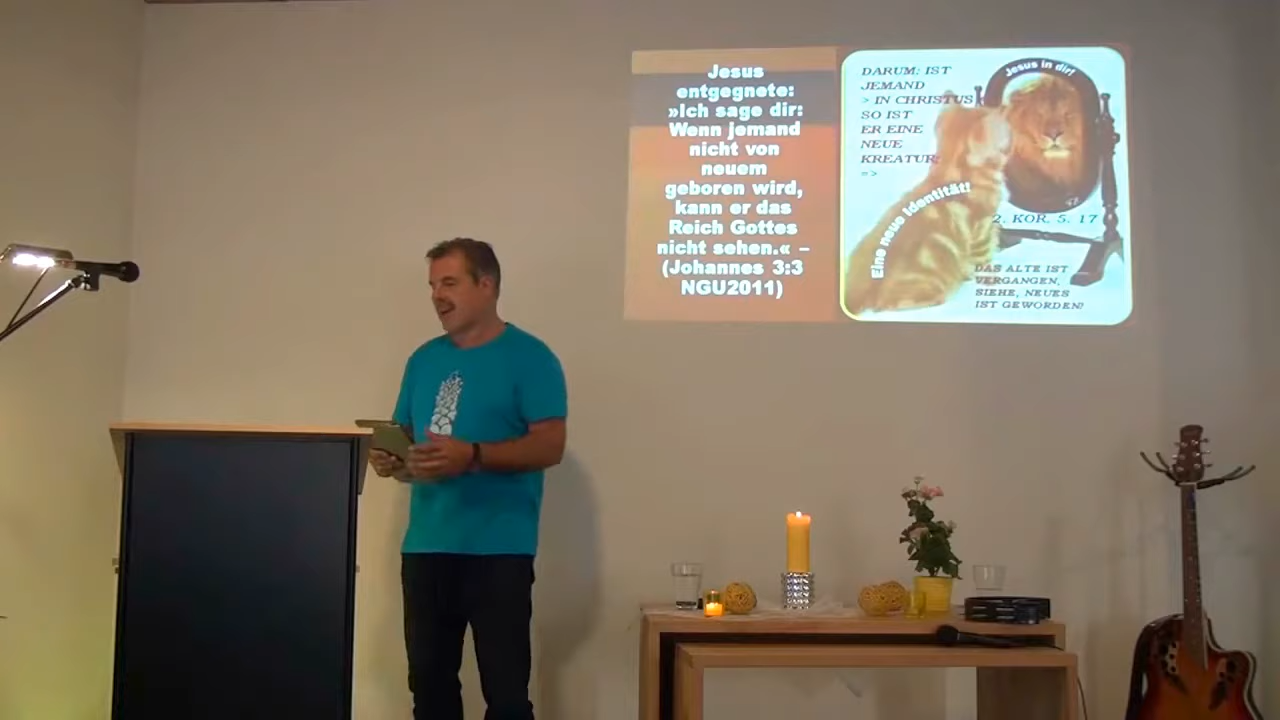 Jesus
entgegnete:
»Ich sage dir:
Wenn jemand
nicht von
neuem
geboren wird,
kann er das
Reich Gottes
nicht sehen.« –
(Johannes 3:3
NGU2011)
DARUM: IST
JEMAND
> IN CHRISTUS
SO IST
ER EINE
NEUE
KREATUR:
=>
Jesus in dir!
Eine neue Identität!
2. KOR. 5. 17
DAS ALTE IST
VERGANGEN,
SIEHE, NEUES
IST GEWORDEN!